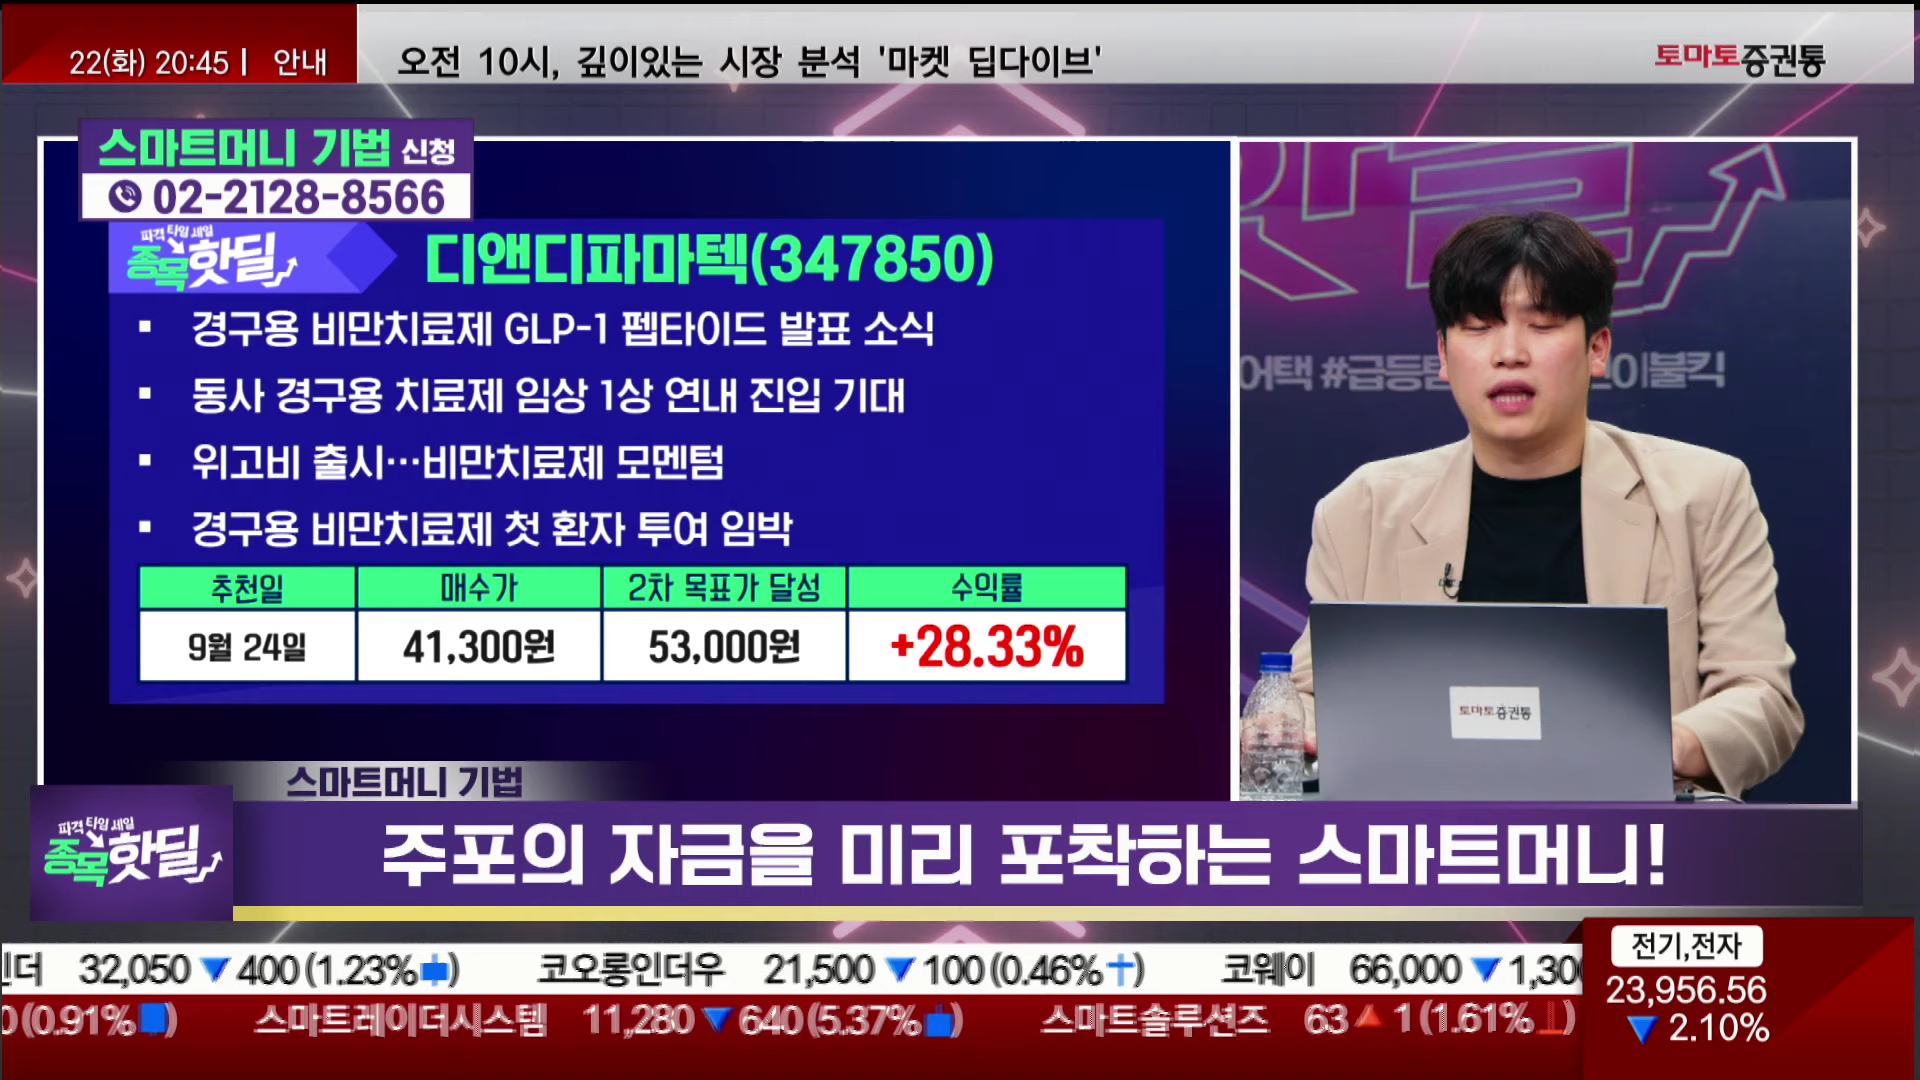 22(화) 20:45 | 안내
오전 10시, 깊이있는 시장 분석 '마켓 딥다이브'
토마토증권통
스마트머니 기법 신청
02-2128-8566
파격 타임 세일
종목핫딜
디앤디파마텍(347850)
▪ 경구용 비만치료제 GLP-1 펩타이드 발표 소식
▪ 동사 경구용 치료제 임상 1상 연내 진입 기대
▪ 위고비 출시…비만치료제 모멘텀
▪ 경구용 비만치료제 첫 환자 투여 임박
추천일 매수가 2차 목표가 달성 수익률
9월 24일 41,300원 53,000원 +28.33%
#급등
이불킥
토마토증권통
스마트머니 기법
파격 타임 세일
종목핫딜
주포의 자금을 미리 포착하는 스마트머니!
32,050 ▼ 400 (1.23%) 코오롱인더우 21,500 ▼ 100 (0.46%) 코웨이 66,000 ▼ 1,30
(0.91%) 스마트레이더시스템 11,280 ▼ 640 (5.37%) 스마트솔루션즈 63 ▲ 1 (1.61%)
전기,전자
23,956.56
▼ 2.10%